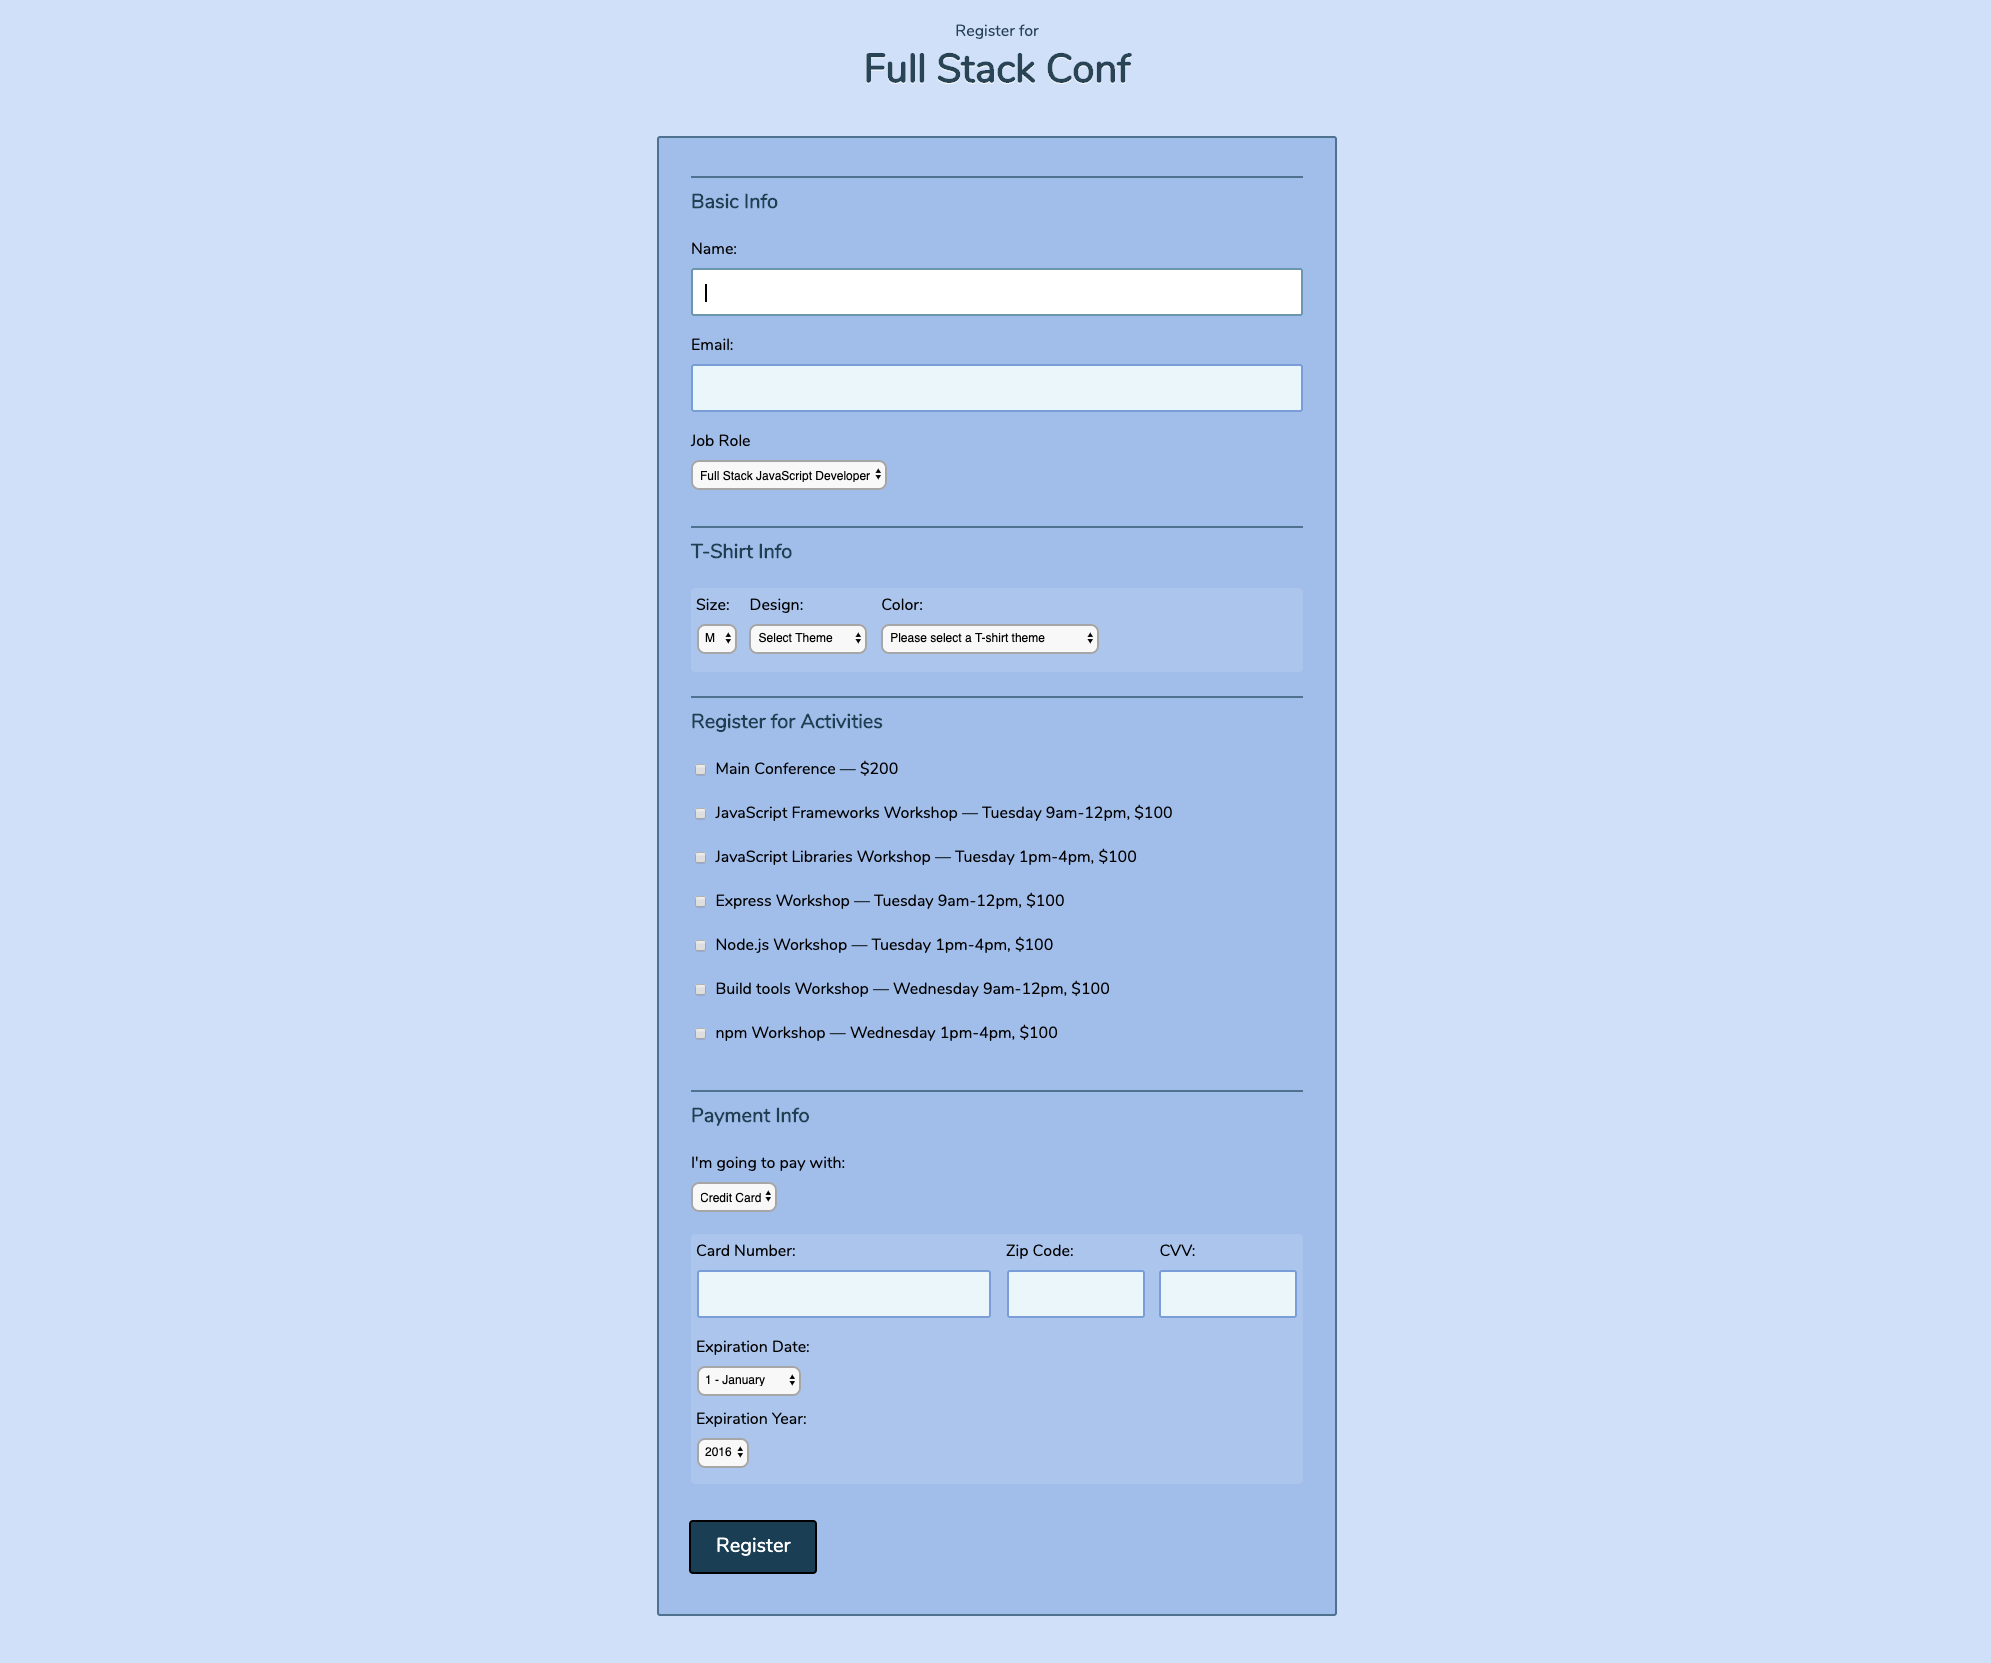 Register for
Full Stack Conf
Basic Info
Name:
Email:
Job Role
Full Stack JavaScript Developer
T-Shirt Info
Size: Design: Color:
M Select Theme Please select a T-shirt theme
Register for Activities
Main Conference — $200
JavaScript Frameworks Workshop — Tuesday 9am-12pm, $100
JavaScript Libraries Workshop — Tuesday 1pm-4pm, $100
Express Workshop — Tuesday 9am-12pm, $100
Node.js Workshop — Tuesday 1pm-4pm, $100
Build tools Workshop — Wednesday 9am-12pm, $100
npm Workshop — Wednesday 1pm-4pm, $100
Payment Info
I'm going to pay with:
Credit Card
Card Number: Zip Code: CVV:
Expiration Date:
1 - January
Expiration Year:
2016
Register